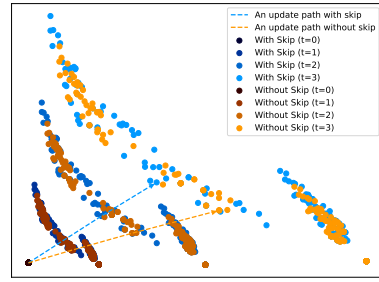 An update path with skip
An update path without skip
With Skip (t=0)
With Skip (t=1)
With Skip (t=2)
With Skip (t=3)
Without Skip (t=0)
Without Skip (t=1)
Without Skip (t=2)
Without Skip (t=3)